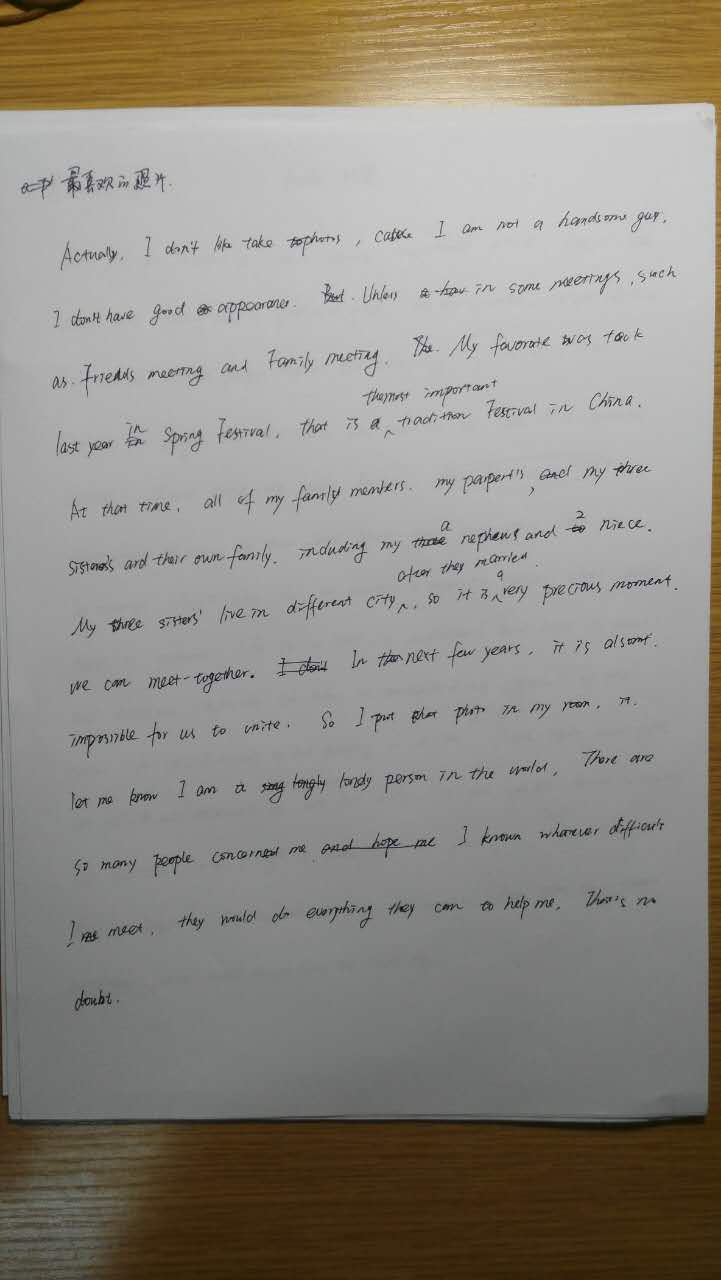 最喜欢的照片.
Actually, I don't like take photos, cause I am not a handsome guy.
I don't have good appearance. Unless in some meetings, such
as. Friends meeting and Family meeting. My favorate was took
last year in Spring Festival, that is the most important tradition Festival in China.
At that time, all of my family members. my parents, and my three
sisters and their own family. including my a nephews and 2 niece.
My three sisters' live in different city after they married. so it is a very precious moment.
we can meet together. In next few years, it is alsomt.
impossible for us to unite. So I put that photo in my room, it.
let me know I am a londy person in the world, There are
so many people concerned me I known whatever difficult
I meet, they would do everything they can to help me. There's no
doubt.